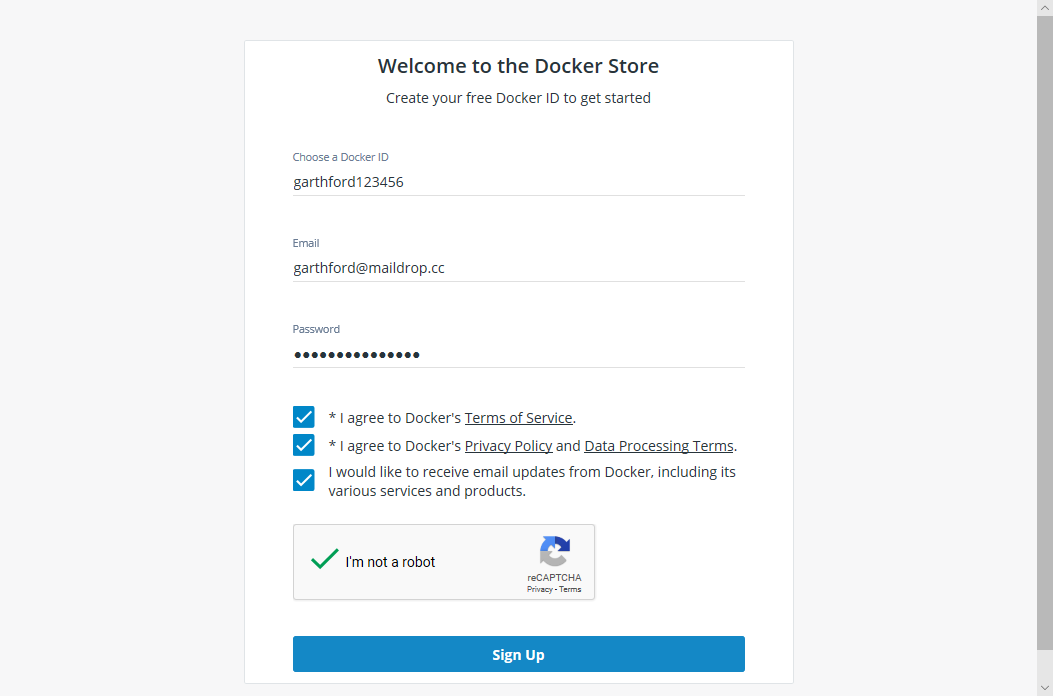 Welcome to the Docker Store
Create your free Docker ID to get started
Choose a Docker ID
garthford123456
Email
garthford@maildrop.cc
Password
●●●●●●●●●●●●●●●
* I agree to Docker's Terms of Service.
* I agree to Docker's Privacy Policy and Data Processing Terms.
I would like to receive email updates from Docker, including its
various services and products.
I'm not a robot
reCAPTCHA
Privacy - Terms
Sign Up